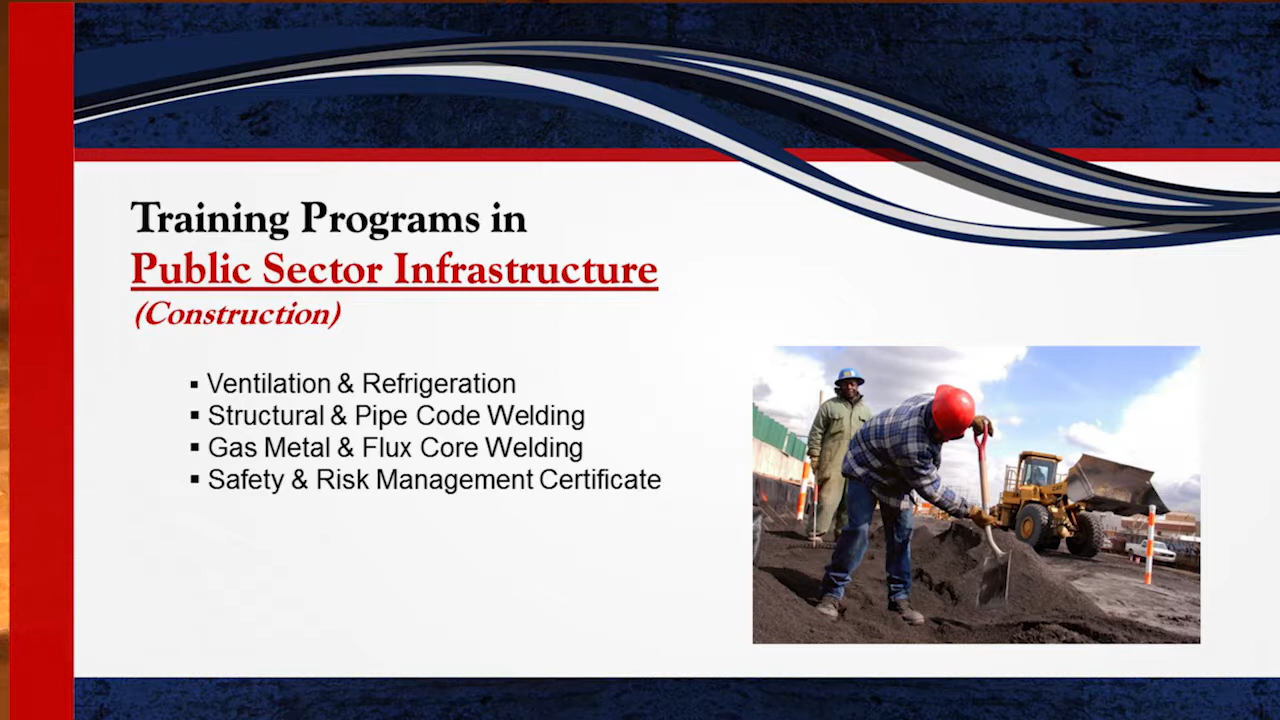 Training Programs in
Public Sector Infrastructure
(Construction)
▪ Ventilation & Refrigeration
▪ Structural & Pipe Code Welding
▪ Gas Metal & Flux Core Welding
▪ Safety & Risk Management Certificate